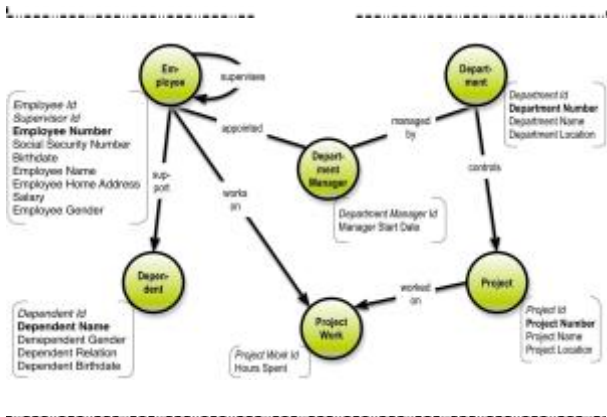 Em-
ployee
supervises
Employee Id
Supervisor Id
Employee Number
Social Security Number
Birthdate
Employee Name
Employee Home Address
Salary
Employee Gender
appointed
managed
by
Depart-
ment
Department Id
Department Number
Department Name
Department Location
Depart-
ment
Manager
Department Manager Id
Manager Start Date
sup-
port
works
on
controls
Depen-
dent
Dependent Id
Dependent Name
Denependent Gender
Dependent Relation
Dependent Birthdate
Project
Work
Project Work Id
Hours Spent
worked
on
Project
Project Id
Project Number
Project Name
Project Location